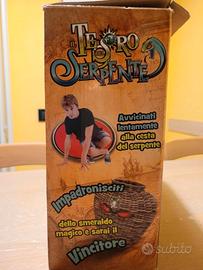 il
TESORO
del
SERPENTE
Avvicinati
lentamente
alla cesta
del serpente
Impadronisciti
dello smeraldo
magico e sarai il
Vincitore
subito